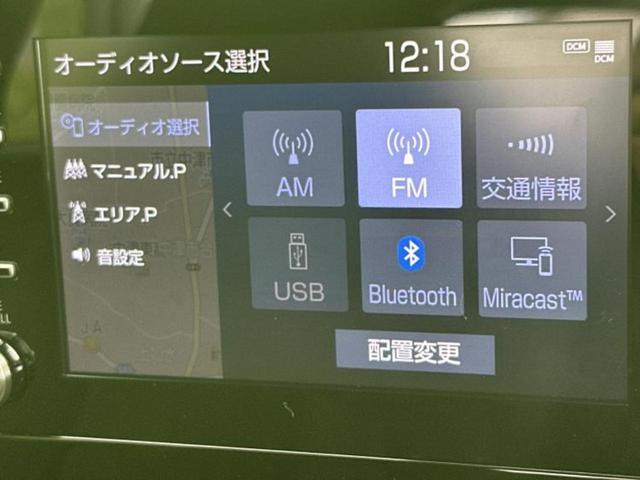 オーディオソース選択 12:18 DCM
DCM
オーディオ選択
マニュアル.P
エリア.P
音設定
AM FM 交通情報
USB Bluetooth Miracast™
配置変更
J A